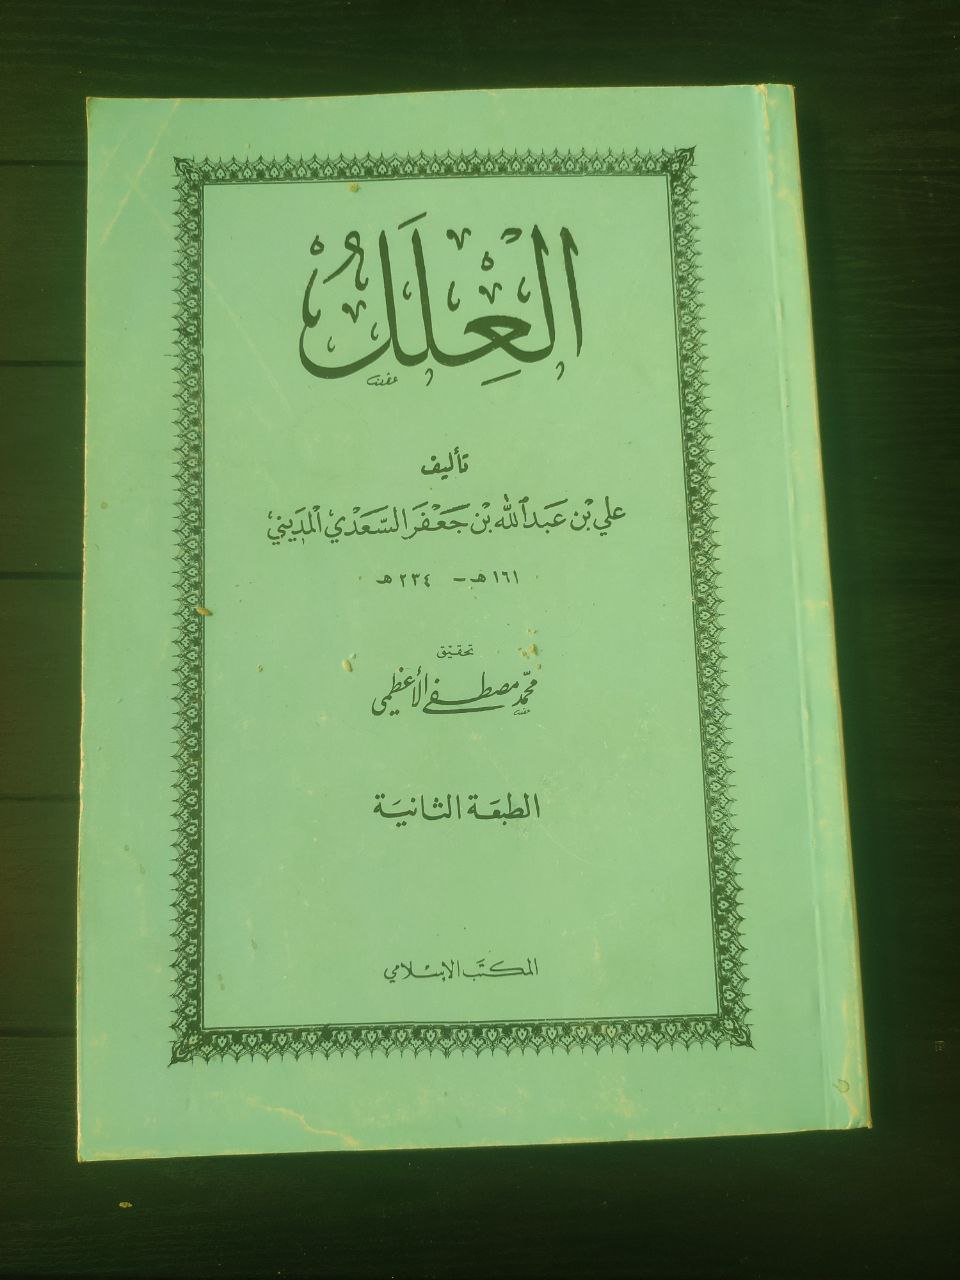 العِلَل
تأليف
علي بن عبد الله بن جعفر السعدي المديني
١٦١ هـ - ٢٣٤ هـ
تحقيق
محمد مصطفى الأعظمي
الطبعة الثانية
المكتب الإسلامي